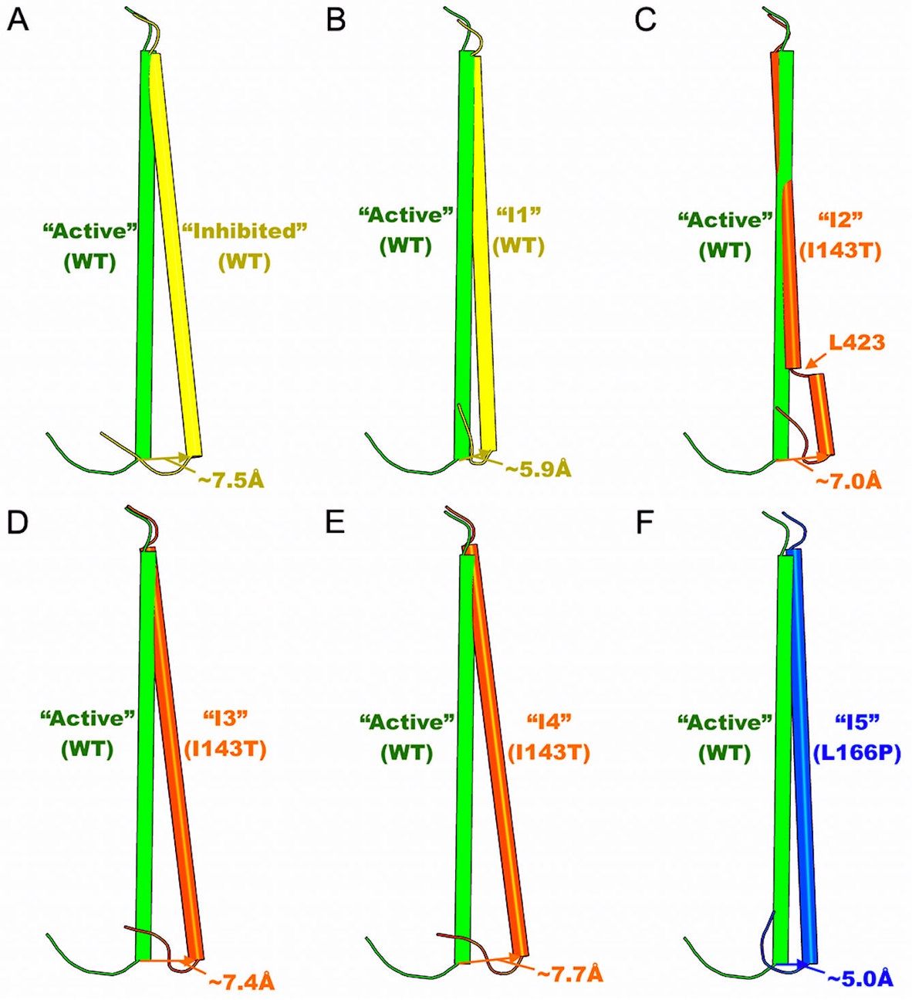 A
B
C
“Active”
(WT)
“Inhibited”
(WT)
~7.5Å
“Active”
(WT)
“I1”
(WT)
~5.9Å
“Active”
(WT)
“I2”
(I143T)
L423
~7.0Å
D
E
F
“Active”
(WT)
“I3”
(I143T)
~7.4Å
“Active”
(WT)
“I4”
(I143T)
~7.7Å
“Active”
(WT)
“I5”
(L166P)
~5.0Å